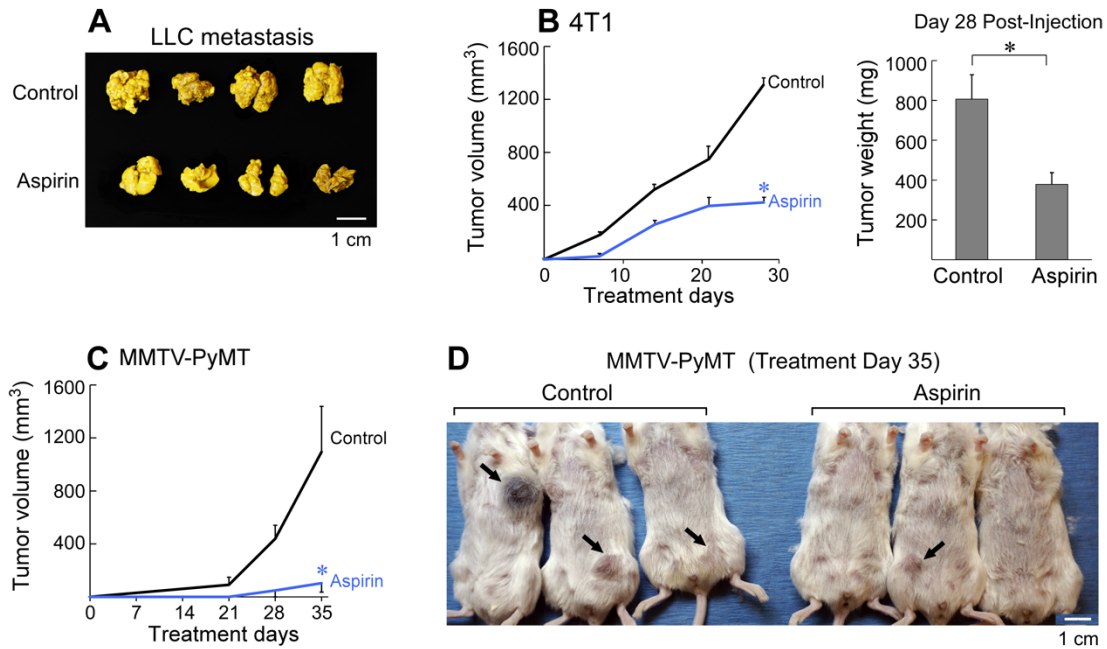 A
LLC metastasis
Control
Aspirin
1 cm
B 4T1
Tumor volume (mm3)
1600
1200
800
400
0
10
20
30
Treatment days
Control
*
Aspirin
Day 28 Post-Injection
*
Tumor weight (mg)
1000
800
600
400
200
Control
Aspirin
C MMTV-PyMT
Tumor volume (mm3)
1600
1200
800
400
0
7
14
21
28
35
Treatment days
Control
*
Aspirin
D MMTV-PyMT (Treatment Day 35)
Control
Aspirin
1 cm